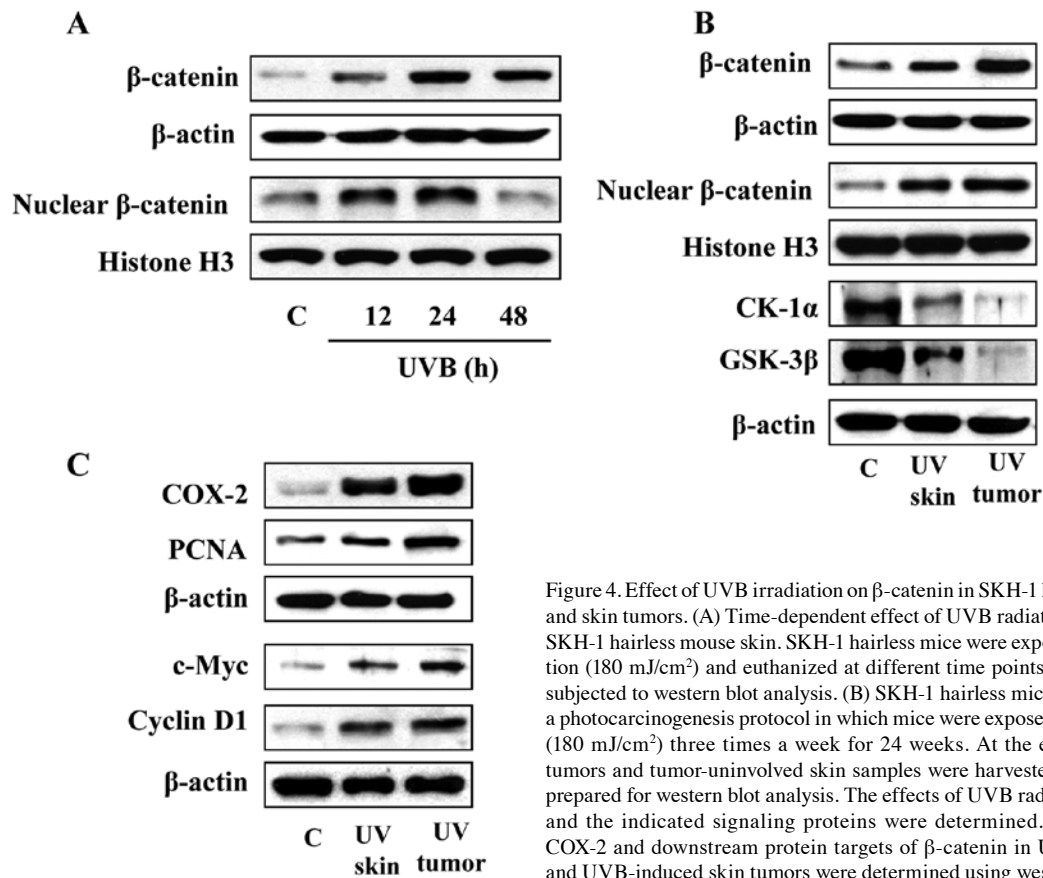 A
β-catenin
β-actin
Nuclear β-catenin
Histone H3
C 12 24 48
UVB (h)
B
β-catenin
β-actin
Nuclear β-catenin
Histone H3
CK-1α
GSK-3β
β-actin
C UV skin UV tumor
C
COX-2
PCNA
β-actin
c-Myc
Cyclin D1
β-actin
C UV skin UV tumor
Figure 4. Effect of UVB irradiation on β-catenin in SKH-1
and skin tumors. (A) Time-dependent effect of UVB
SKH-1 hairless mouse skin. SKH-1 hairless mice were
tion (180 mJ/cm²) and euthanized at different time points
subjected to western blot analysis. (B) SKH-1 hairless
a photocarcinogenesis protocol in which mice were
(180 mJ/cm²) three times a week for 24 weeks. At the
tumors and tumor-uninvolved skin samples were
prepared for western blot analysis. The effects of UVB
and the indicated signaling proteins were determined.
COX-2 and downstream protein targets of β-catenin in
and UVB-induced skin tumors were determined using